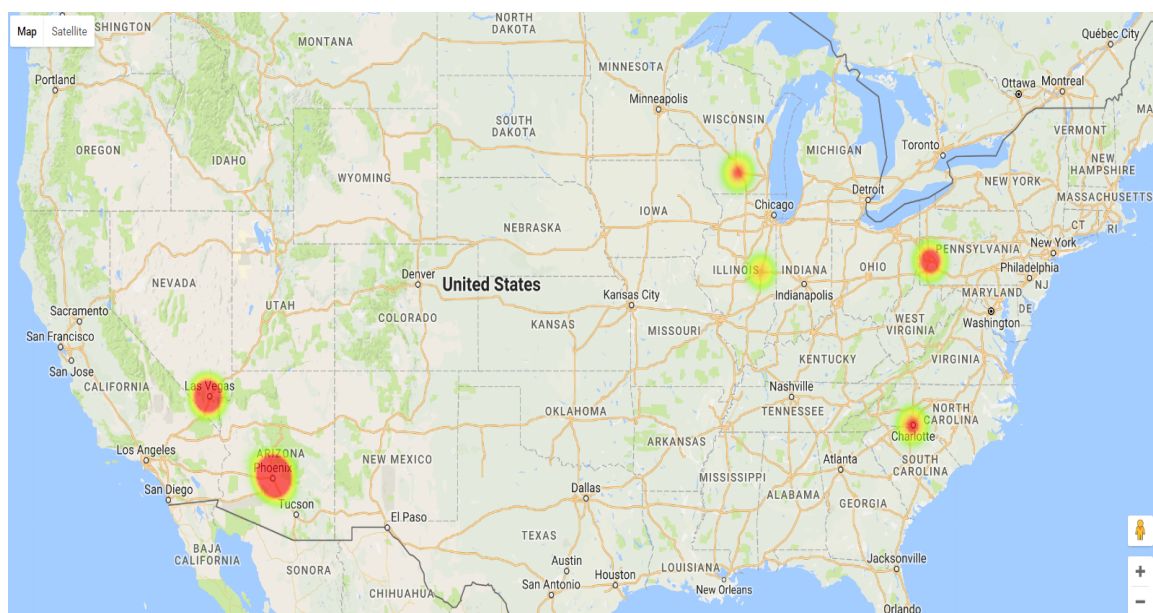 Map
Satellite
SHINGTON
NORTH
DAKOTA
MONTANA
MINNESOTA
Québec City
Portland
Minneapolis
Ottawa
Montreal
MA
SOUTH
DAKOTA
WISCONSIN
VERMONT
OREGON
IDAHO
MICHIGAN
Toronto
NEW
HAMPSHIRE
WYOMING
Detroit
NEW YORK
MASSACHUSETTS
Chicago
IOWA
CT
RI
NEBRASKA
PENNSYLVANIA
New York
NEVADA
Denver
United States
ILLINOIS
INDIANA
OHIO
Philadelphia
NJ
UTAH
Kansas City
Indianapolis
MARYLAND
DE
Sacramento
COLORADO
KANSAS
MISSOURI
WEST
VIRGINIA
Washington
San Francisco
San Jose
KENTUCKY
VIRGINIA
CALIFORNIA
Las Vegas
Nashville
OKLAHOMA
TENNESSEE
NORTH
CAROLINA
Charlotte
Los Angeles
ARIZONA
Phoenix
NEW MEXICO
ARKANSAS
Atlanta
SOUTH
CAROLINA
San Diego
MISSISSIPPI
Tucson
Dallas
ALABAMA
GEORGIA
El Paso
TEXAS
BAJA
CALIFORNIA
SONORA
Austin
LOUISIANA
Jacksonville
CHIHUAHUA
San Antonio
Houston
New Orleans
Orlando
+
−